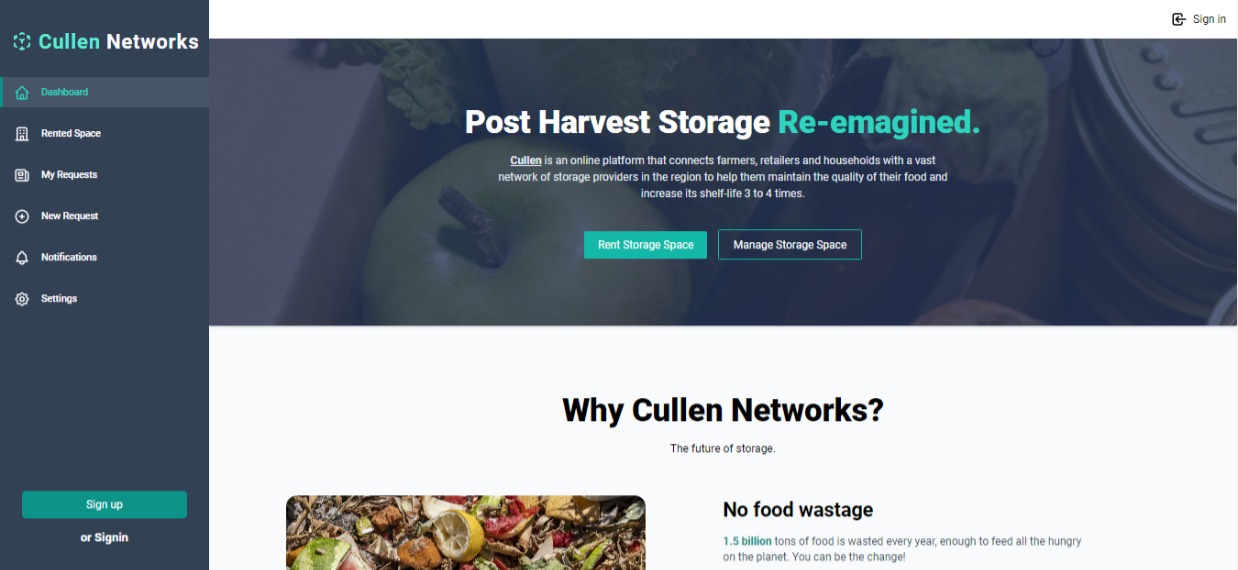 Cullen Networks
Dashboard
Rented Space
My Requests
New Request
Notifications
Settings
Sign up
or Signin
Sign in
Post Harvest Storage Re-emagined.
Cullen is an online platform that connects farmers, retailers and households with a vast
network of storage providers in the region to help them maintain the quality of their food and
increase its shelf-life 3 to 4 times.
Rent Storage Space
Manage Storage Space
Why Cullen Networks?
The future of storage.
No food wastage
1.5 billion tons of food is wasted every year, enough to feed all the hungry
on the planet. You can be the change!